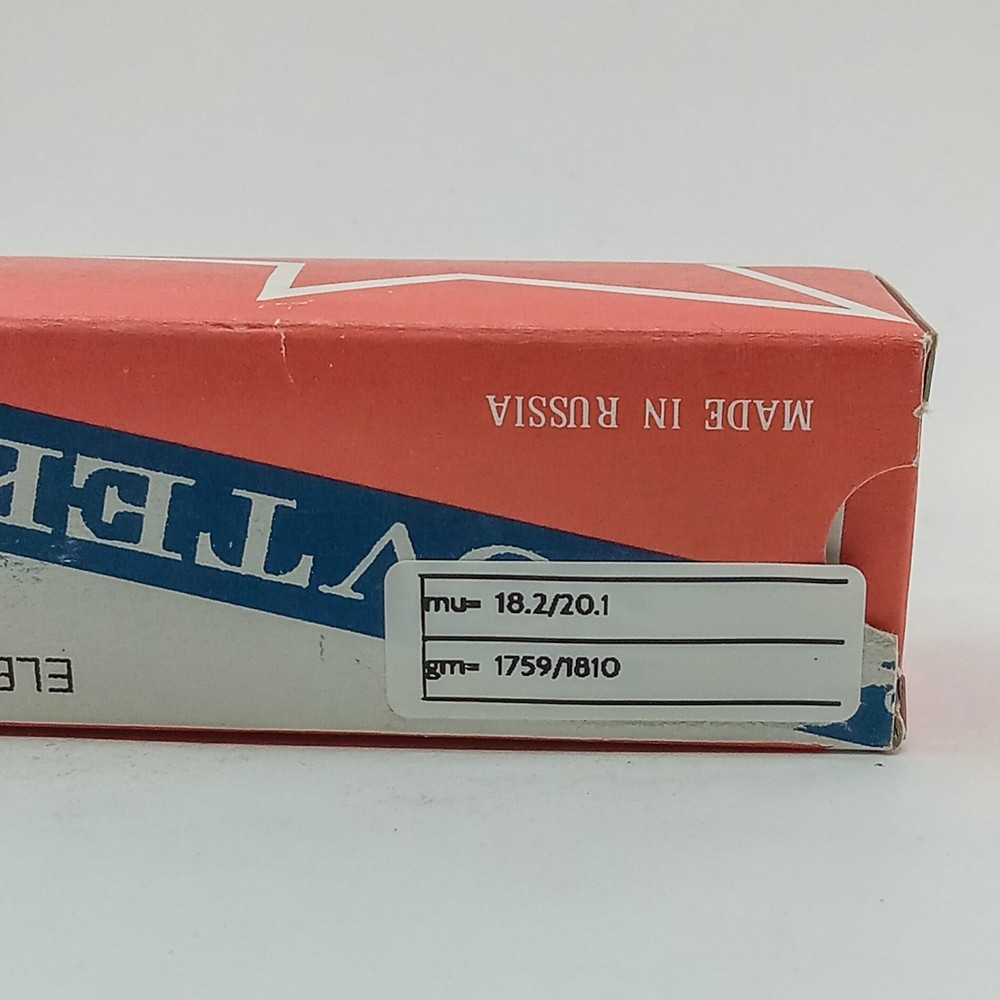 MADE IN RUSSIA
mu= 18.2/20.1
gm= 1759/1810